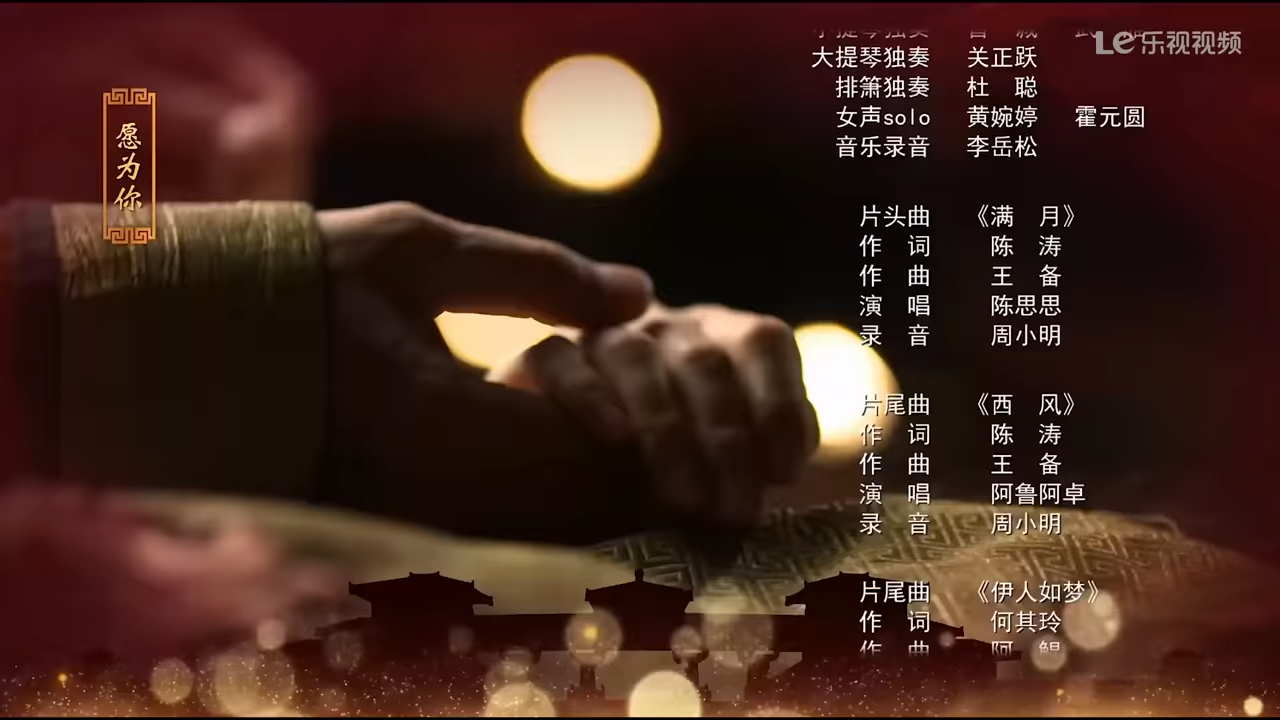 Le乐视视频
愿为你
大提琴独奏 关正跃
排箫独奏 杜 聪
女声solo 黄婉婷 霍元圆
音乐录音 李岳松
片头曲 《满 月》
作 词 陈 涛
作 曲 王 备
演 唱 陈思思
录 音 周小明
片尾曲 《西 风》
作 词 陈 涛
作 曲 王 备
演 唱 阿鲁阿卓
录 音 周小明
片尾曲 《伊人如梦》
作 词 何其玲
作 曲 阿 鲲